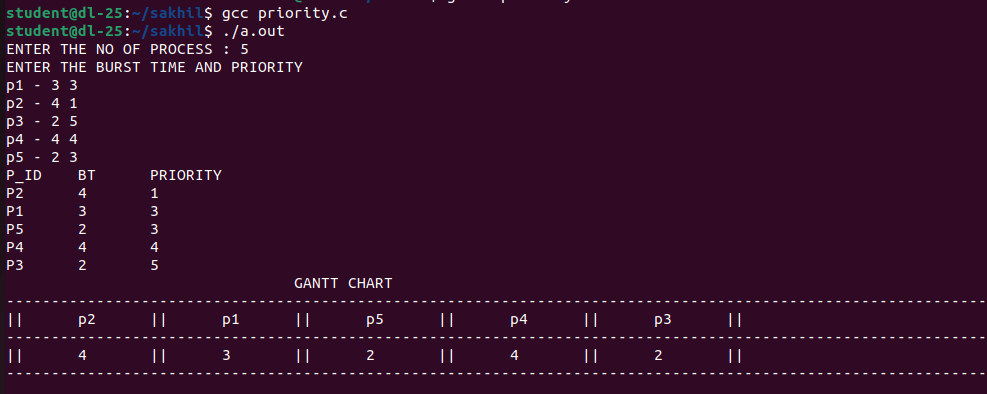 student@dl-25:~/sakhil$ gcc priority.c
student@dl-25:~/sakhil$ ./a.out
ENTER THE NO OF PROCESS : 5
ENTER THE BURST TIME AND PRIORITY
p1 - 3 3
p2 - 4 1
p3 - 2 5
p4 - 4 4
p5 - 2 3
P_ID    BT      PRIORITY
P2      4       1
P1      3       3
P5      2       3
P4      4       4
P3      2       5
                                GANTT CHART
-------------------------------------------------------------------------------------------------------------
||      p2      ||      p1      ||      p5      ||      p4      ||      p3      ||
-------------------------------------------------------------------------------------------------------------
||      4       ||      3       ||      2       ||      4       ||      2       ||
-------------------------------------------------------------------------------------------------------------